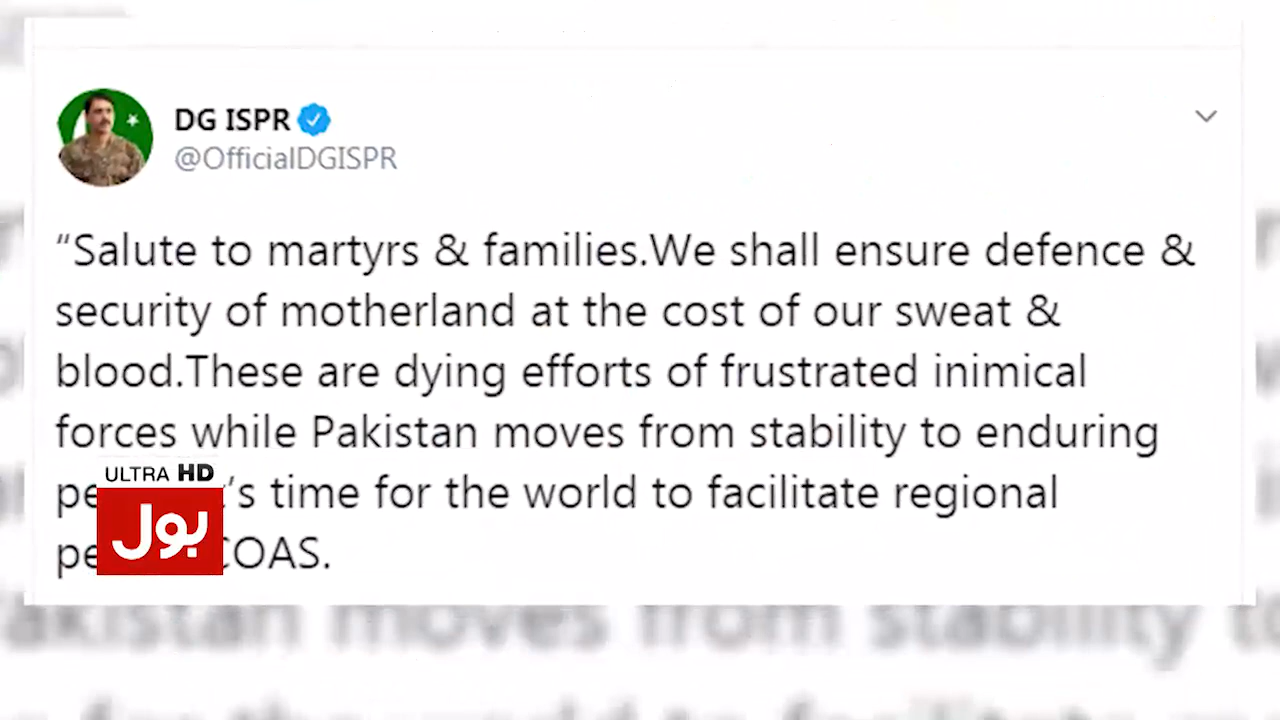 DG ISPR
@OfficialDGISPR
“Salute to martyrs & families.We shall ensure defence &
security of motherland at the cost of our sweat &
blood.These are dying efforts of frustrated inimical
forces while Pakistan moves from stability to enduring
's time for the world to facilitate regional
COAS.
ULTRA HD
بول